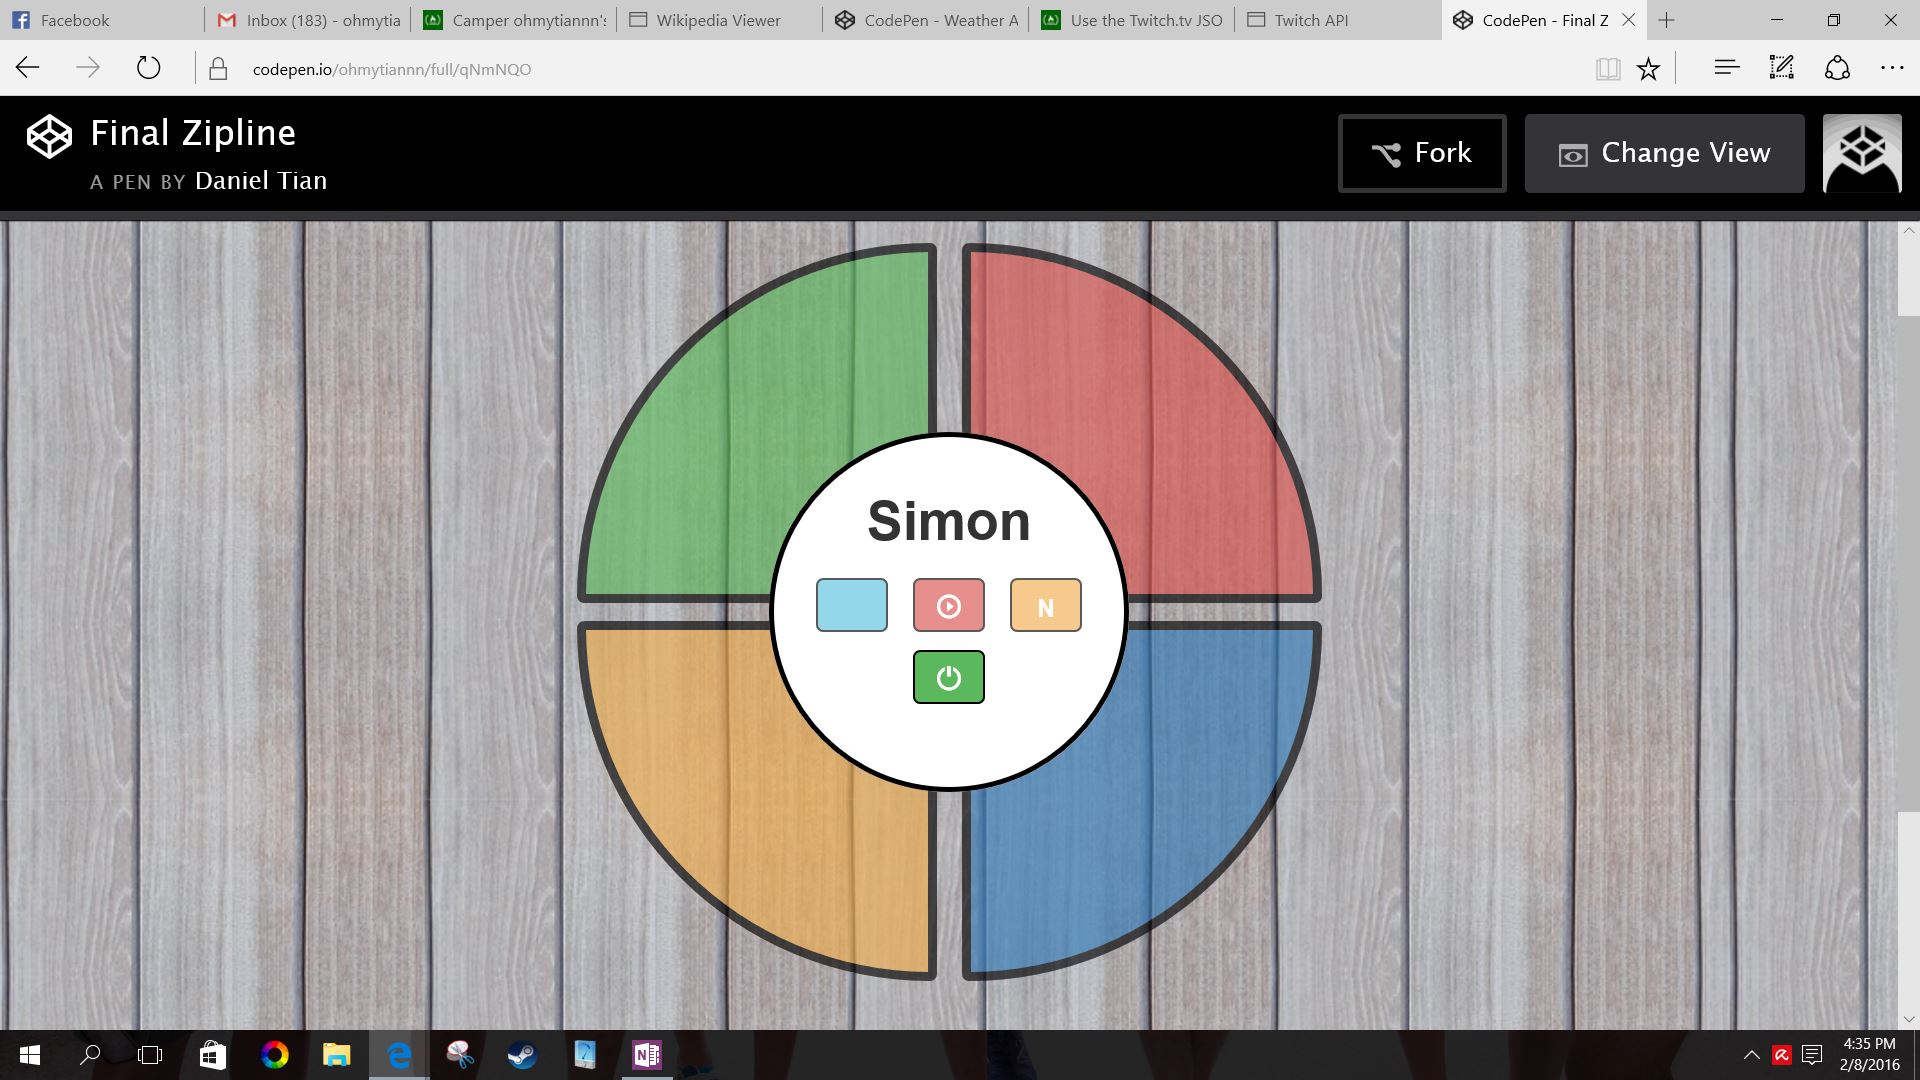 Facebook
Inbox (183) - ohmytia
Camper ohmytiannn's
Wikipedia Viewer
CodePen - Weather A
Use the Twitch.tv JSO
Twitch API
CodePen - Final Z
codepen.io/ohmytiannn/full/qNmNQO
Final Zipline
A PEN BY Daniel Tian
Fork
Change View
Simon
N
4:35 PM
2/8/2016